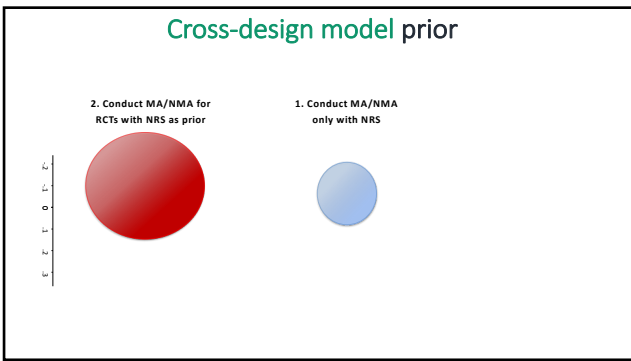 Cross-design model prior
2. Conduct MA/NMA for
RCTs with NRS as prior
1. Conduct MA/NMA
only with NRS
-.2
-.1
0
.1
.2
.3